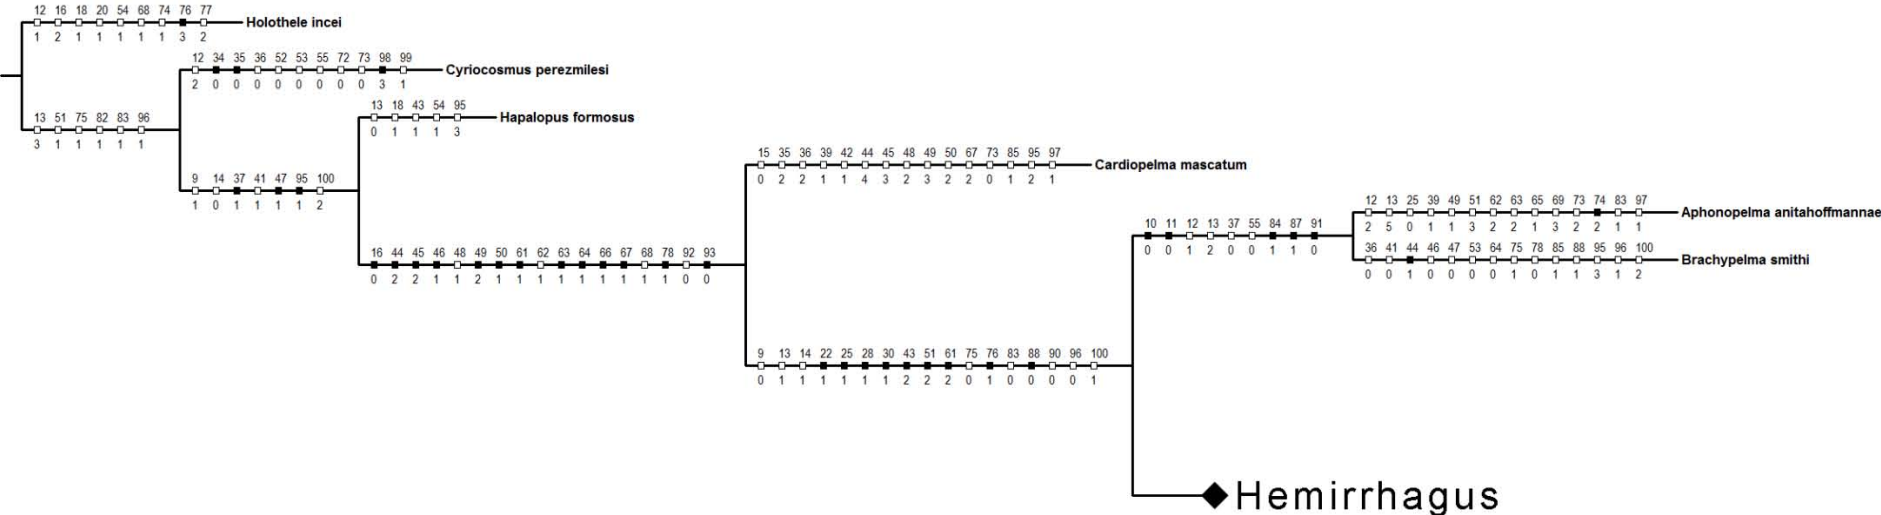 12 16 18 20 54 68 74 76 77
Holothele incei
1 2 1 1 1 1 1 3 2
12 34 35 36 52 53 55 72 73 98 99
Cyriocosmus perezmilesi
2 0 0 0 0 0 0 0 0 3 1
13 18 43 54 95
Hapalopus formosus
0 1 1 1 3
13 51 75 82 83 96
3 1 1 1 1 1
15 35 36 39 42 44 45 48 49 50 67 73 85 95 97
Cardiopelma mascatum
0 2 2 1 1 4 3 2 3 2 2 0 1 2 1
9 14 37 41 47 95 100
1 0 1 1 1 1 2
12 13 25 39 49 51 62 63 65 69 73 74 83 97
Aphonopelma anitahoffmannae
2 5 0 1 1 3 2 2 1 3 2 2 1 1
10 11 12 13 37 55 84 87 91
0 0 1 2 0 0 1 1 0
36 41 44 46 47 53 64 75 78 85 88 95 96 100
Brachypelma smithi
0 0 1 0 0 0 0 1 0 1 1 3 1 2
16 44 45 46 48 49 50 61 62 63 64 66 67 68 78 92 93
0 2 2 1 1 2 1 1 1 1 1 1 1 1 1 0 0
9 13 14 22 25 28 30 43 51 61 75 76 83 88 90 96 100
0 1 1 1 1 1 1 2 2 2 0 1 0 0 0 0 1
Hemirrhagus